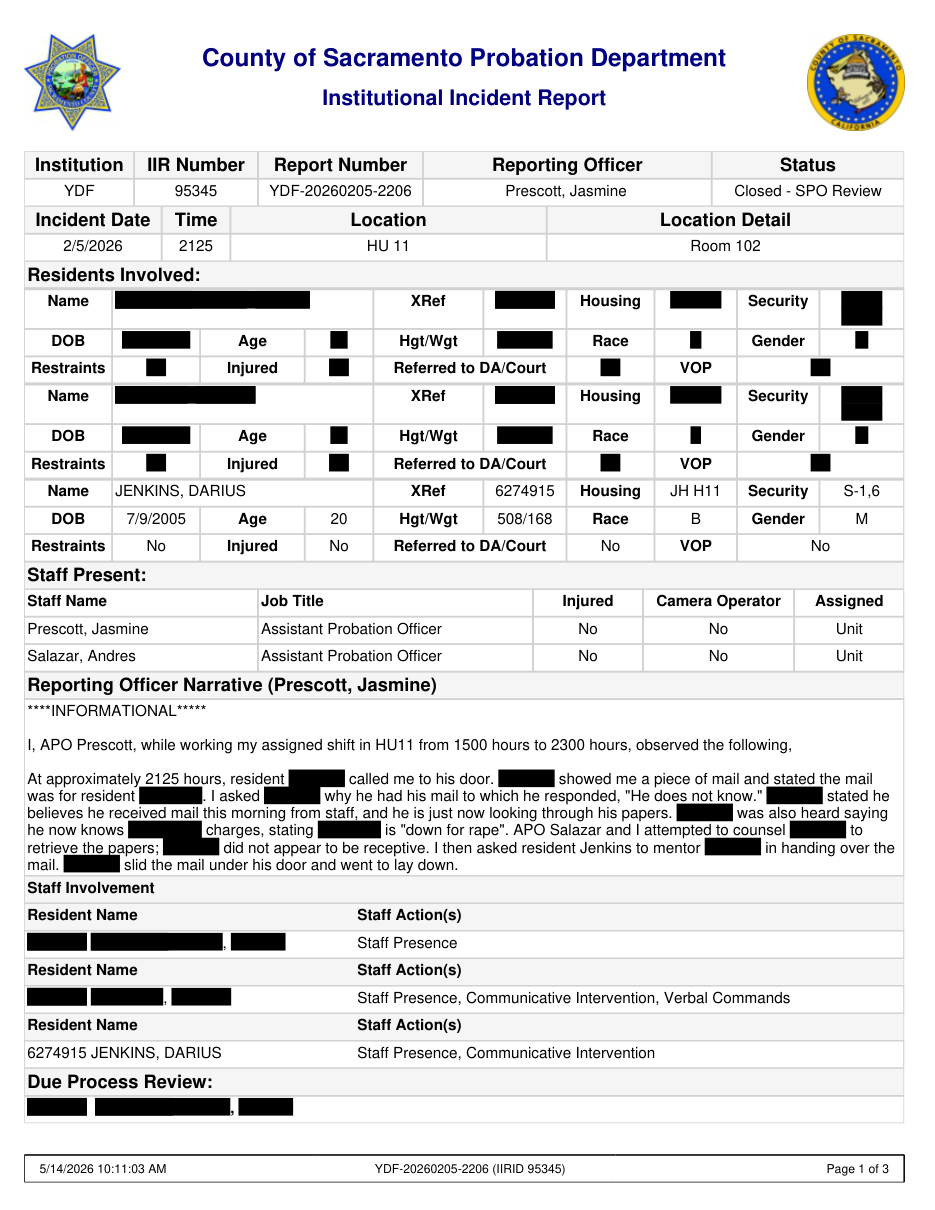 County of Sacramento Probation Department
Institutional Incident Report
Institution IIR Number Report Number Reporting Officer Status
YDF 95345 YDF-20260205-2206 Prescott, Jasmine Closed - SPO Review
Incident Date Time Location Location Detail
2/5/2026 2125 HU 11 Room 102
Residents Involved:
Name XRef Housing Security
DOB Age Hgt/Wgt Race Gender
Restraints Injured Referred to DA/Court VOP
Name XRef Housing Security
DOB Age Hgt/Wgt Race Gender
Restraints Injured Referred to DA/Court VOP
Name JENKINS, DARIUS XRef 6274915 Housing JH H11 Security S-1,6
DOB 7/9/2005 Age 20 Hgt/Wgt 508/168 Race B Gender M
Restraints No Injured No Referred to DA/Court No VOP No
Staff Present:
Staff Name Job Title Injured Camera Operator Assigned
Prescott, Jasmine Assistant Probation Officer No No Unit
Salazar, Andres Assistant Probation Officer No No Unit
Reporting Officer Narrative (Prescott, Jasmine)
****INFORMATIONAL*****
I, APO Prescott, while working my assigned shift in HU11 from 1500 hours to 2300 hours, observed the following,
At approximately 2125 hours, resident called me to his door. showed me a piece of mail and stated the mail
was for resident . I asked why he had his mail to which he responded, "He does not know." stated he
believes he received mail this morning from staff, and he is just now looking through his papers. was also heard saying
he now knows charges, stating is "down for rape". APO Salazar and I attempted to counsel to
retrieve the papers; did not appear to be receptive. I then asked resident Jenkins to mentor in handing over the
mail. slid the mail under his door and went to lay down.
Staff Involvement
Resident Name Staff Action(s)
, Staff Presence
Resident Name Staff Action(s)
, Staff Presence, Communicative Intervention, Verbal Commands
Resident Name Staff Action(s)
6274915 JENKINS, DARIUS Staff Presence, Communicative Intervention
Due Process Review:
,
5/14/2026 10:11:03 AM YDF-20260205-2206 (IIRID 95345) Page 1 of 3